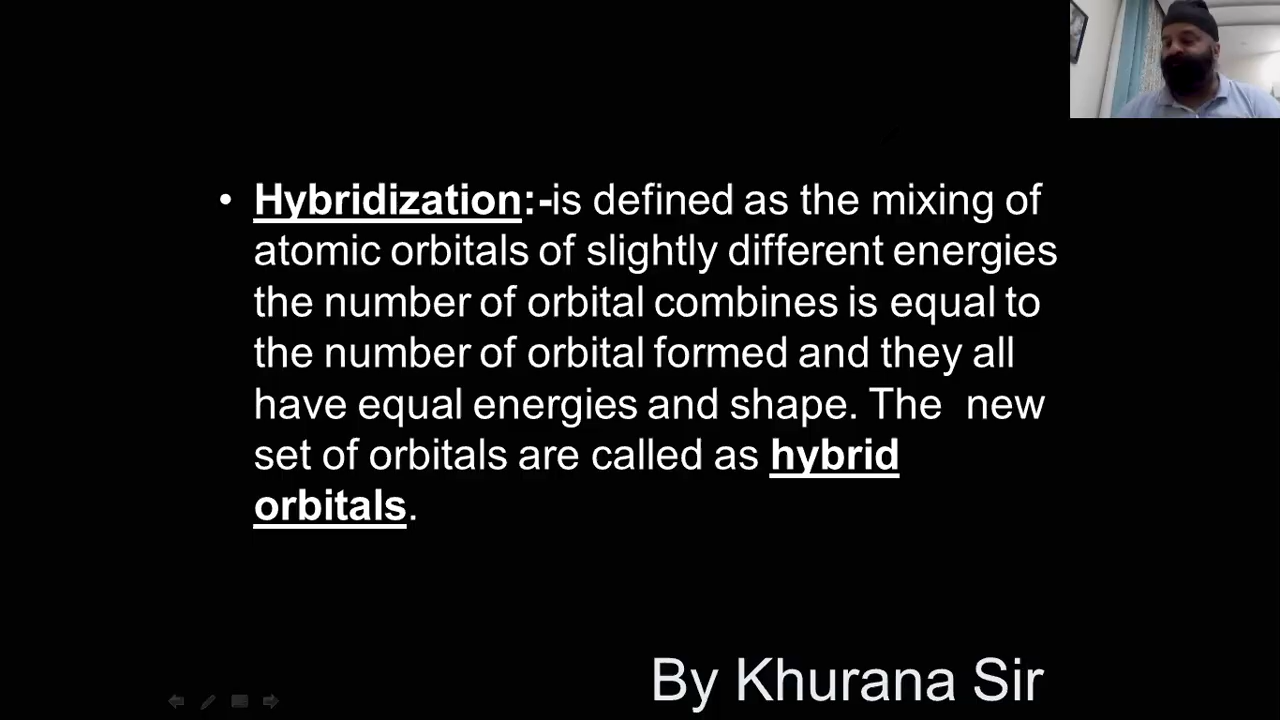 • Hybridization:-is defined as the mixing of
atomic orbitals of slightly different energies
the number of orbital combines is equal to
the number of orbital formed and they all
have equal energies and shape. The  new
set of orbitals are called as hybrid
orbitals.
By Khurana Sir